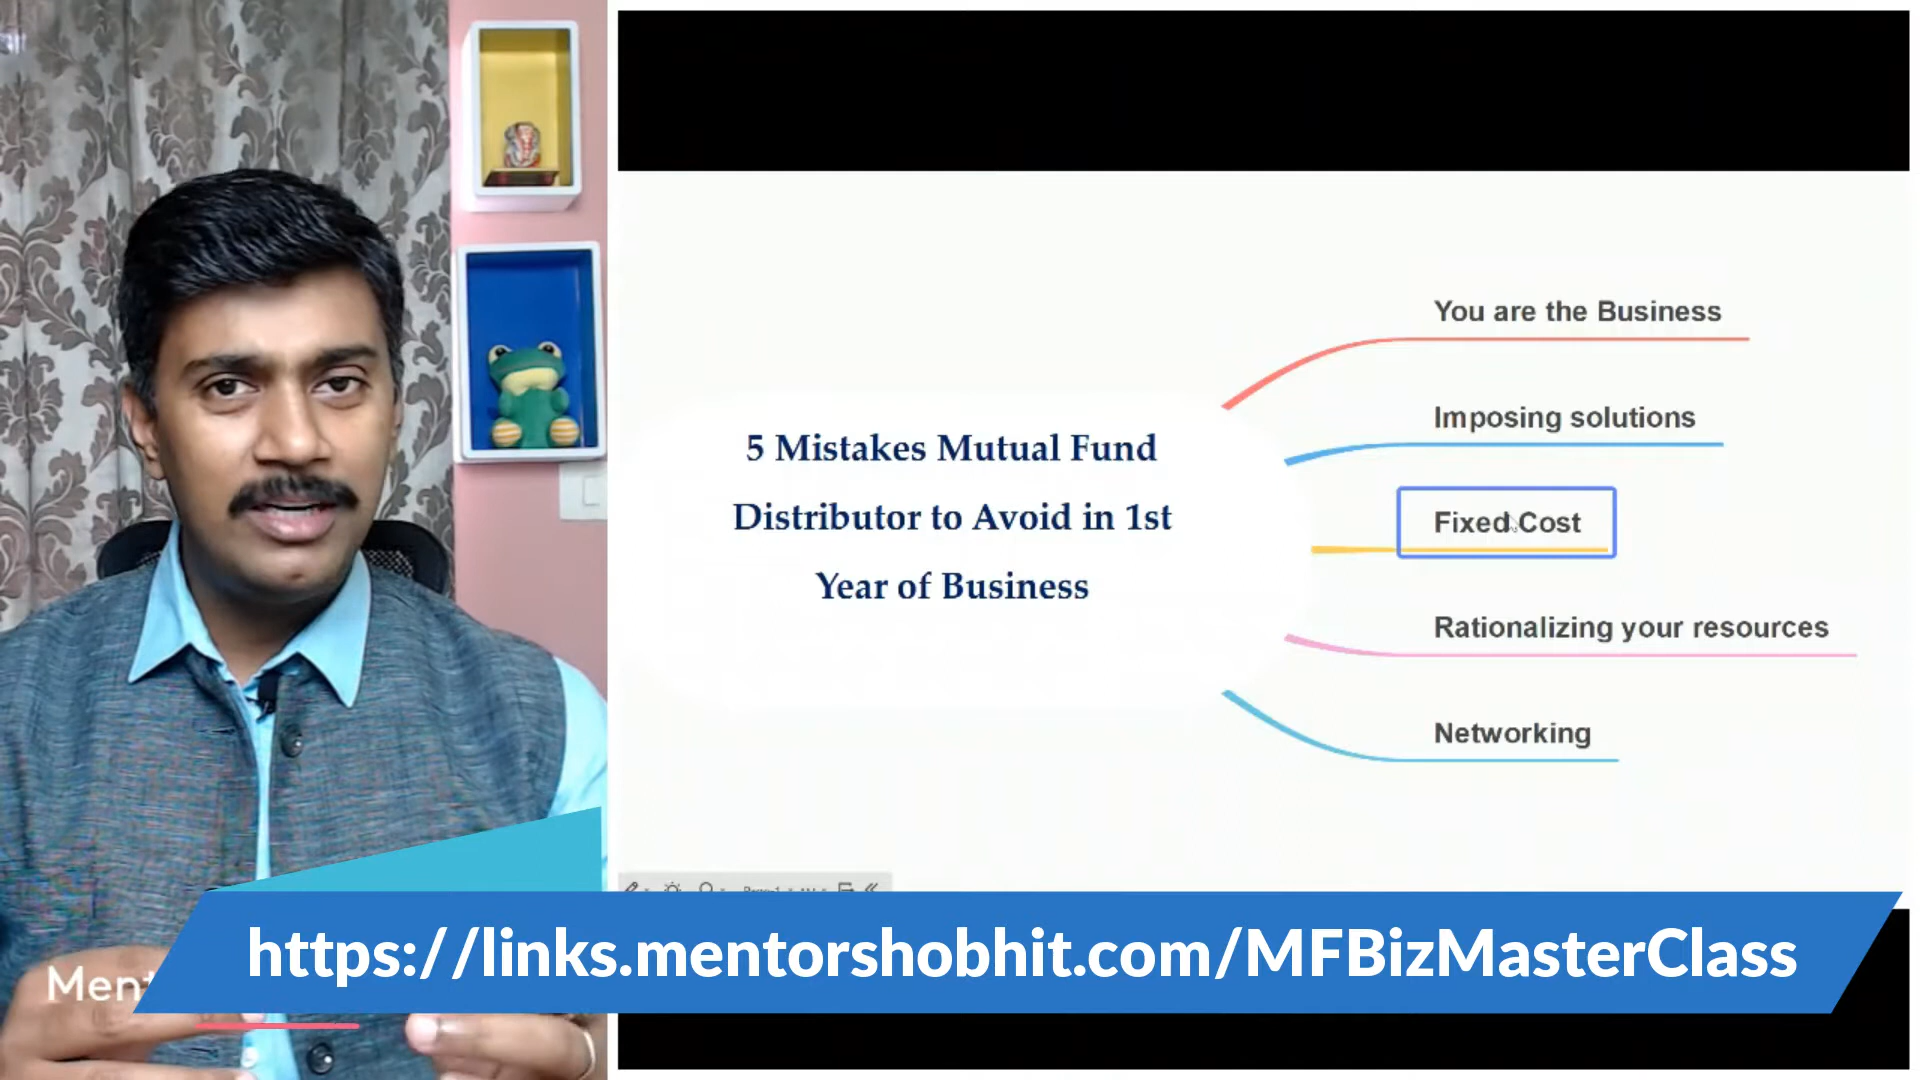 5 Mistakes Mutual Fund
Distributor to Avoid in 1st
Year of Business
You are the Business
Imposing solutions
Fixed Cost
Rationalizing your resources
Networking
https://links.mentorshobhit.com/MFBizMasterClass
Ment